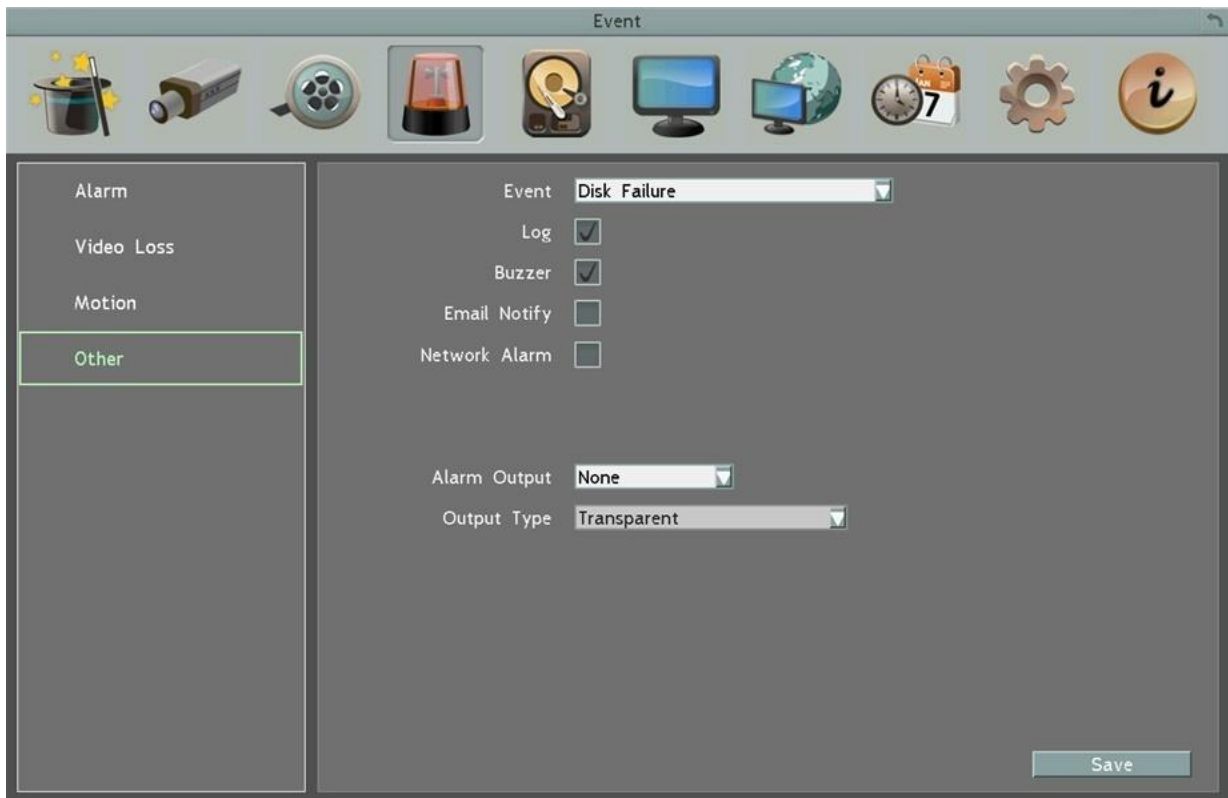 Event
7
i
Alarm
Video Loss
Motion
Other
Event Disk Failure
Log
Buzzer
Email Notify
Network Alarm
Alarm Output None
Output Type Transparent
Save